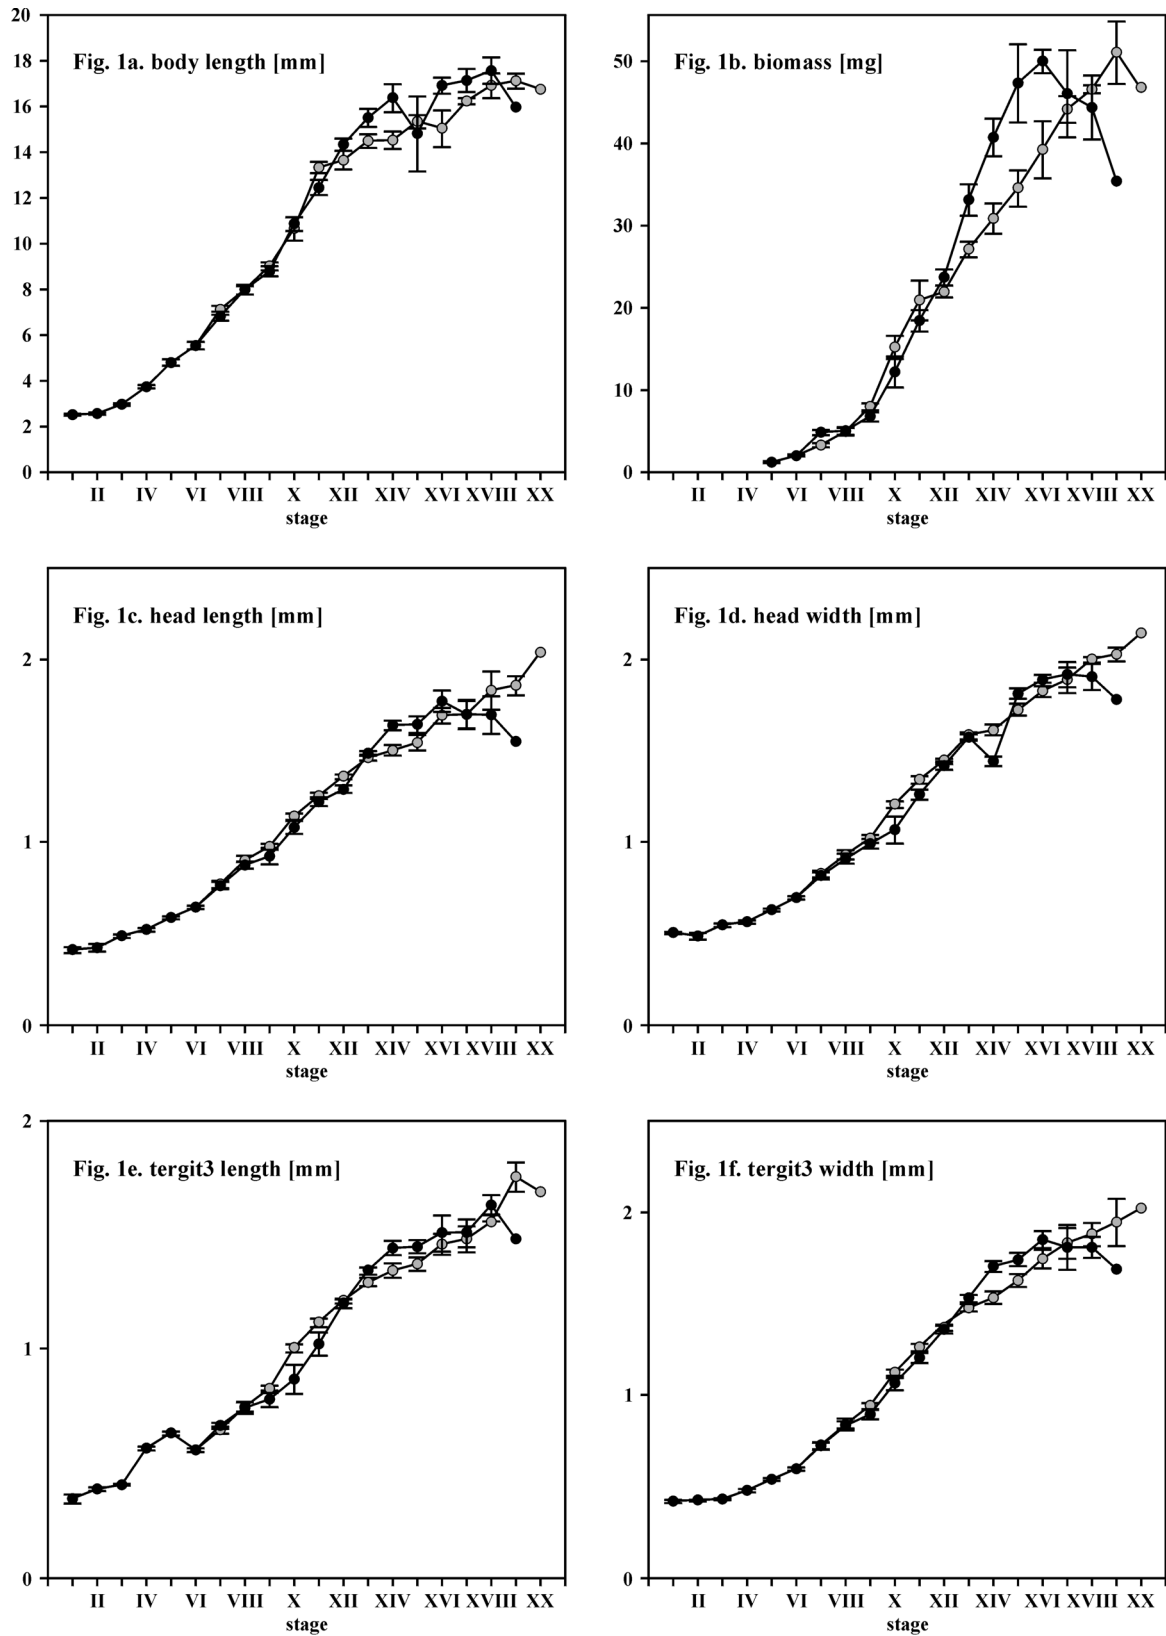 Fig. 1a. body length [mm]
20
18
16
14
12
10
8
6
4
2
0
II IV VI VIII X XII XIV XVI XVIII XX
stage
Fig. 1b. biomass [mg]
50
40
30
20
10
0
II IV VI VIII X XII XIV XVI XVIII XX
stage
Fig. 1c. head length [mm]
2
1
0
II IV VI VIII X XII XIV XVI XVIII XX
stage
Fig. 1d. head width [mm]
2
1
0
II IV VI VIII X XII XIV XVI XVIII XX
stage
Fig. 1e. tergit3 length [mm]
2
1
0
II IV VI VIII X XII XIV XVI XVIII XX
stage
Fig. 1f. tergit3 width [mm]
2
1
0
II IV VI VIII X XII XIV XVI XVIII XX
stage